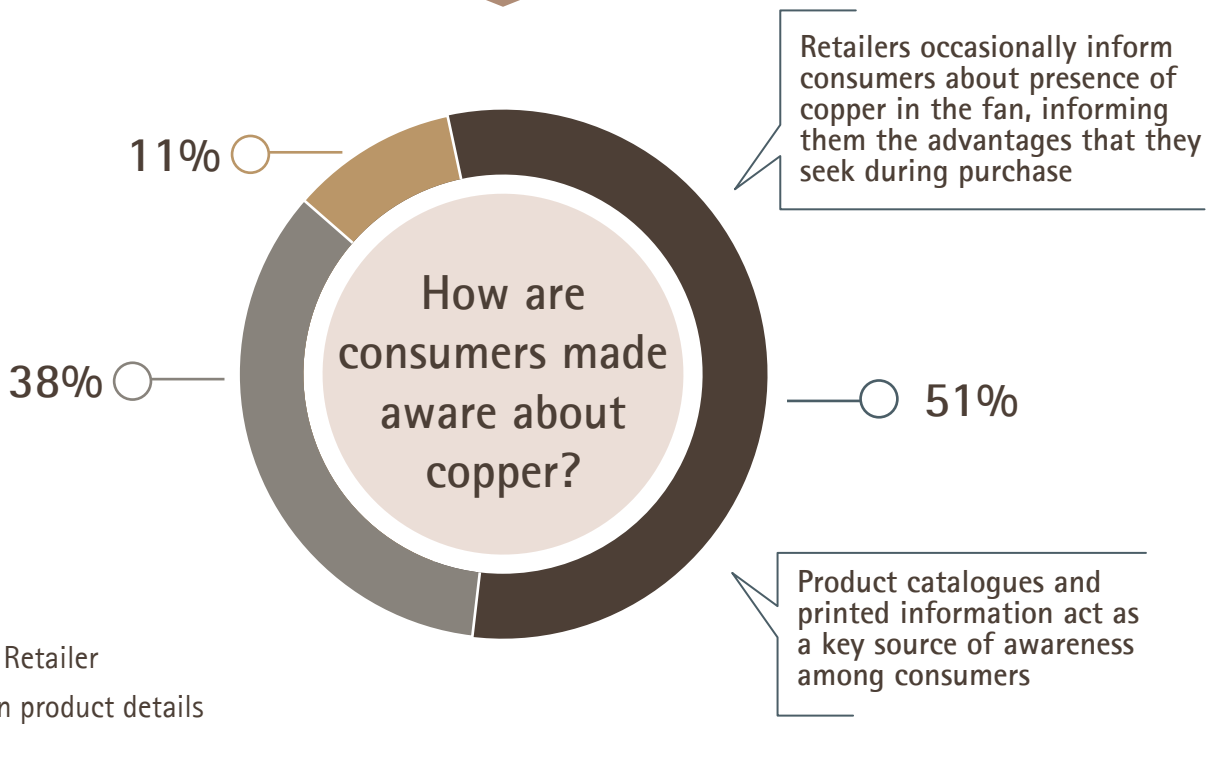 Retailers occasionally inform
consumers about presence of
copper in the fan, informing
them the advantages that they
seek during purchase
11%
How are
consumers made
aware about
copper?
38%
51%
Product catalogues and
printed information act as
a key source of awareness
among consumers
Retailer
product details